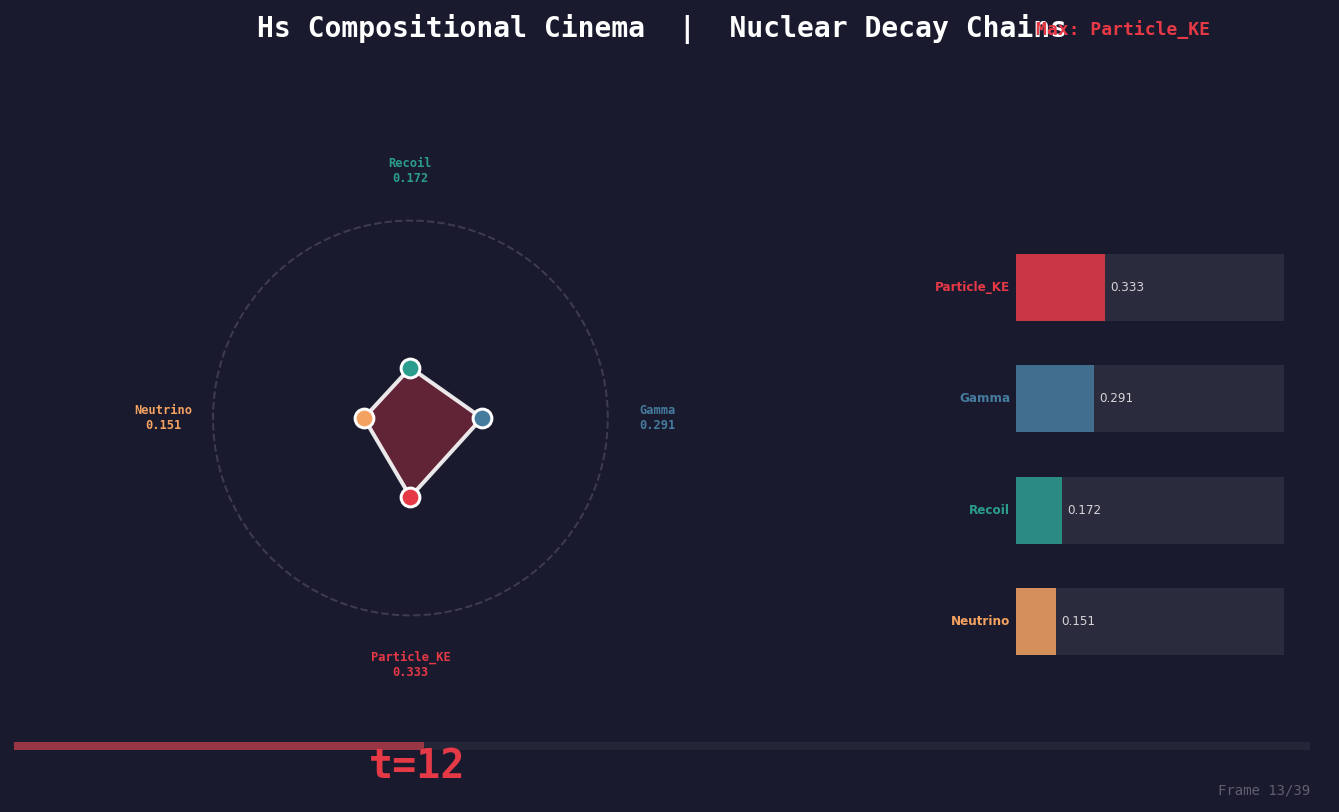 Hs Compositional Cinema | Nuclear Decay Chains
Max: Particle_KE
Recoil
0.172
Neutrino
0.151
Gamma
0.291
Particle_KE
0.333
Particle_KE 0.333
Gamma 0.291
Recoil 0.172
Neutrino 0.151
t=12
Frame 13/39